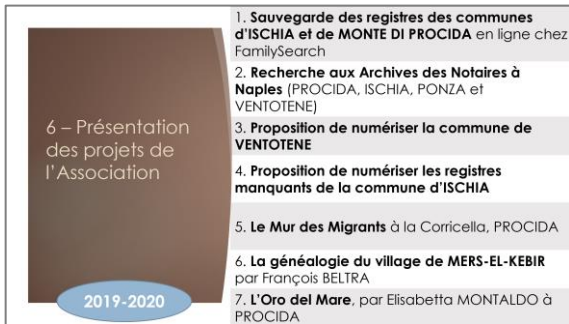 6 – Présentation
des projets de
l'Association
2019-2020
1. Sauvegarde des registres des communes
d'ISCHIA et de MONTE DI PROCIDA en ligne chez
FamilySearch
2. Recherche aux Archives des Notaires à
Naples (PROCIDA, ISCHIA, PONZA et
VENTOTENE)
3. Proposition de numériser la commune de
VENTOTENE
4. Proposition de numériser les registres
manquants de la commune d'ISCHIA
5. Le Mur des Migrants à la Corricella, PROCIDA
6. La généalogie du village de MERS-EL-KEBIR
par François BELTRA
7. L'Oro del Mare, par Elisabetta MONTALDO à
PROCIDA